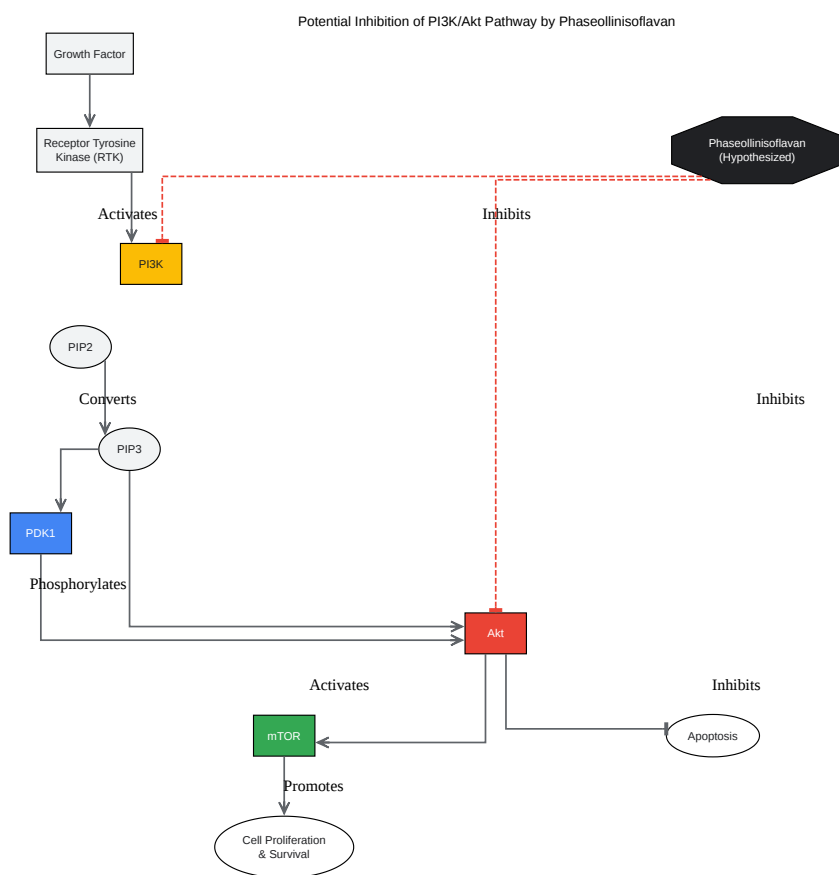 Potential Inhibition of PI3K/Akt Pathway by Phaseollinisoflavan
Growth Factor
Receptor Tyrosine
Kinase (RTK)
Phaseollinisoflavan
(Hypothesized)
Activates
Inhibits
PI3K
PIP2
Converts
Inhibits
PIP3
PDK1
Phosphorylates
Akt
Activates
Inhibits
mTOR
Apoptosis
Promotes
Cell Proliferation
& Survival